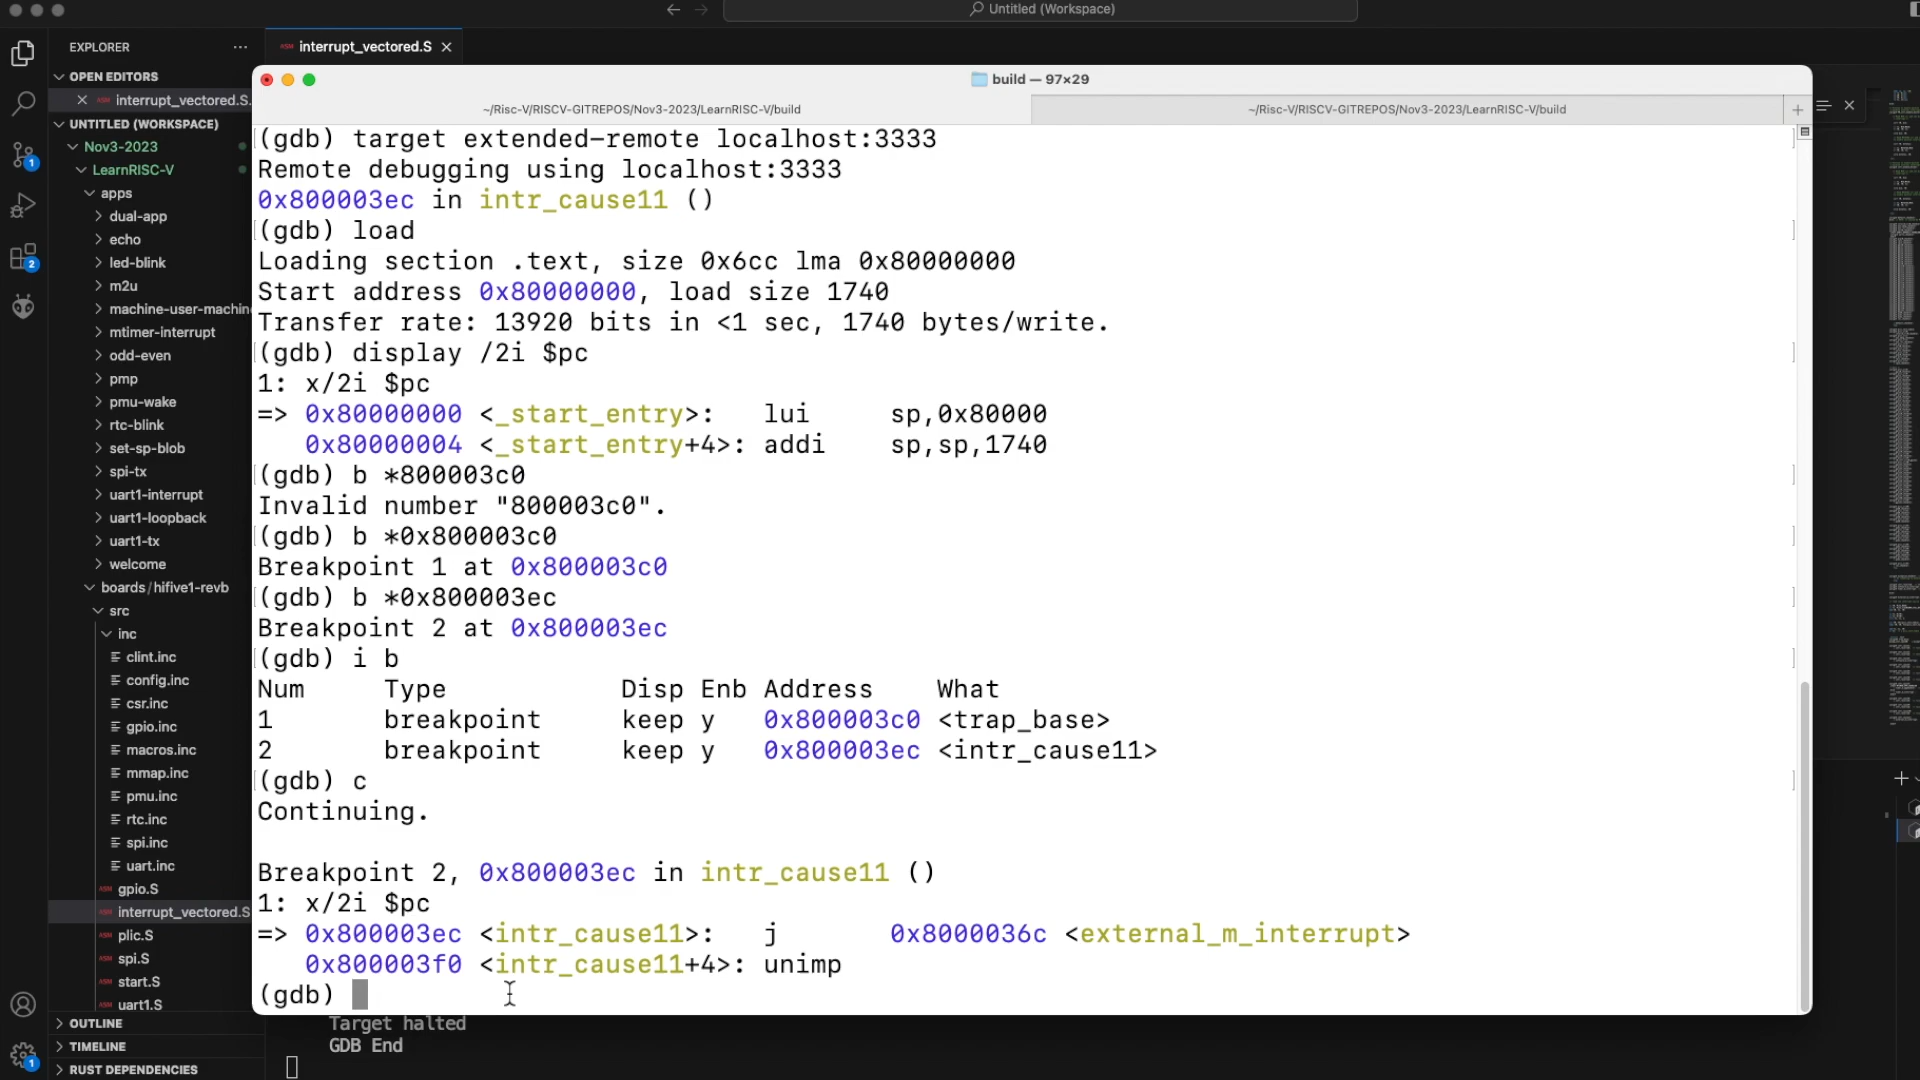 Untitled (Workspace)
EXPLORER
interrupt_vectored.S
OPEN EDITORS
interrupt_vectored.S.
UNTITLED (WORKSPACE)
Nov3-2023
LearnRISC-V
apps
dual-app
echo
led-blink
m2u
machine-user-machin
mtimer-interrupt
odd-even
pmp
pmu-wake
rtc-blink
set-sp-blob
spi-tx
uart1-interrupt
uart1-loopback
uart1-tx
welcome
boards/hifive1-revb
src
inc
clint.inc
config.inc
csr.inc
gpio.inc
macros.inc
mmap.inc
pmu.inc
rtc.inc
spi.inc
uart.inc
gpio.S
interrupt_vectored.S
plic.S
spi.S
start.S
uart1.S
OUTLINE
TIMELINE
RUST DEPENDENCIES
1
2
1
build — 97×29
~/Risc-V/RISCV-GITREPOS/Nov3-2023/LearnRISC-V/build
~/Risc-V/RISCV-GITREPOS/Nov3-2023/LearnRISC-V/build
(gdb) target extended-remote localhost:3333
Remote debugging using localhost:3333
0x800003ec in intr_cause11 ()
(gdb) load
Loading section .text, size 0x6cc lma 0x80000000
Start address 0x80000000, load size 1740
Transfer rate: 13920 bits in <1 sec, 1740 bytes/write.
(gdb) display /2i $pc
1: x/2i $pc
=> 0x80000000 <_start_entry>: lui sp,0x80000
0x80000004 <_start_entry+4>: addi sp,sp,1740
(gdb) b *800003c0
Invalid number "800003c0".
(gdb) b *0x800003c0
Breakpoint 1 at 0x800003c0
(gdb) b *0x800003ec
Breakpoint 2 at 0x800003ec
(gdb) i b
Num Type Disp Enb Address What
1 breakpoint keep y 0x800003c0 <trap_base>
2 breakpoint keep y 0x800003ec <intr_cause11>
(gdb) c
Continuing.
Breakpoint 2, 0x800003ec in intr_cause11 ()
1: x/2i $pc
=> 0x800003ec <intr_cause11>: j 0x8000036c <external_m_interrupt>
0x800003f0 <intr_cause11+4>: unimp
(gdb)
Target halted
GDB End